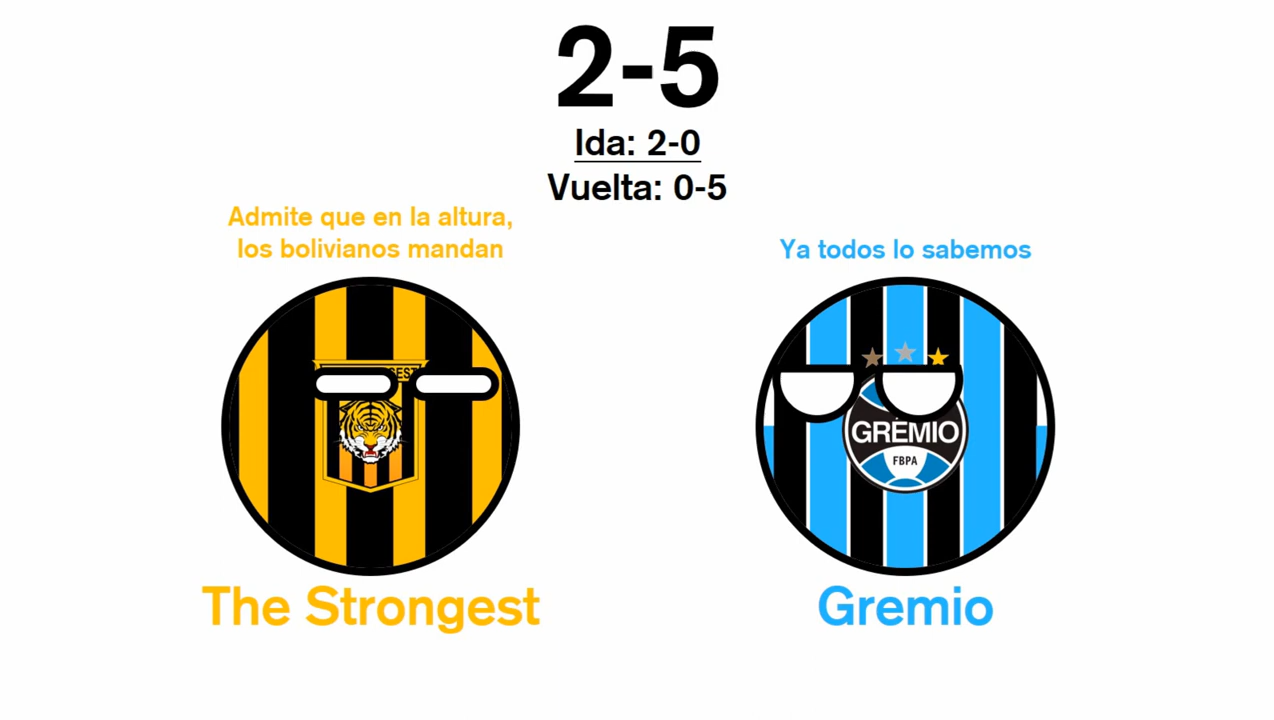 2-5
Ida: 2-0
Vuelta: 0-5
Admite que en la altura,
los bolivianos mandan
Ya todos lo sabemos
GRÊMIO
FBPA
The Strongest
Gremio